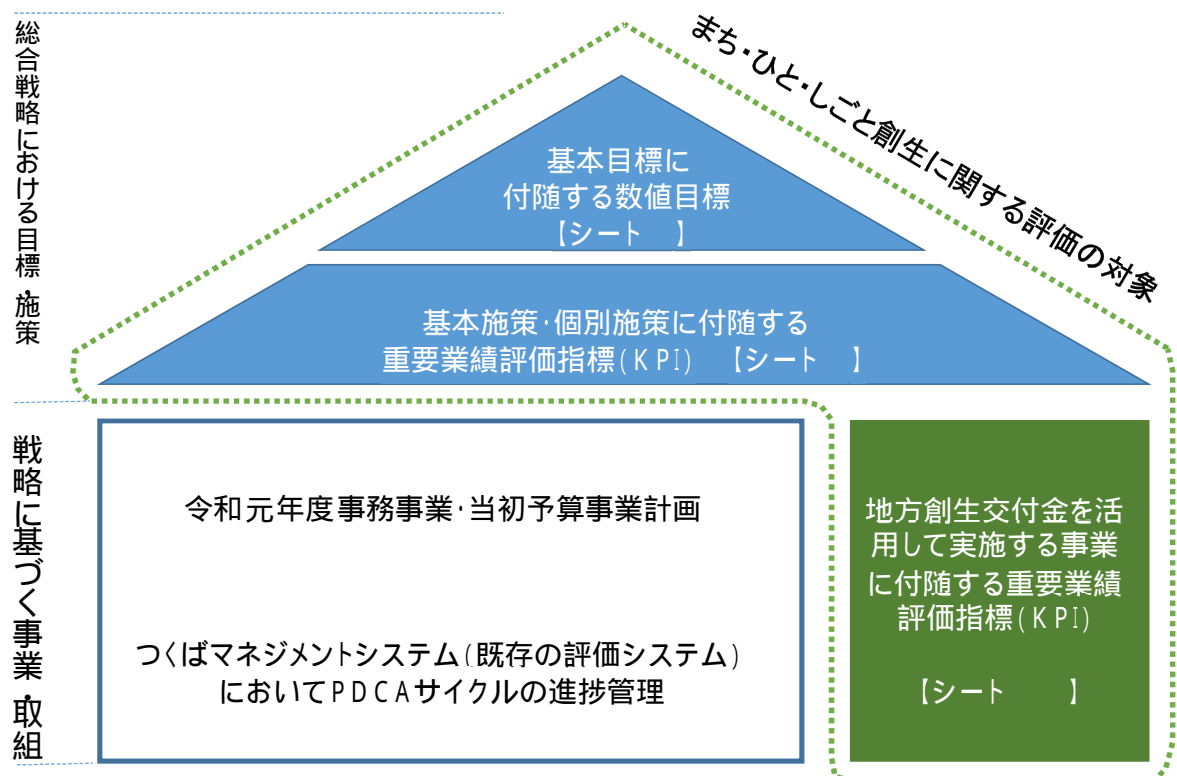 総合戦略における目標・施策
まち・ひと・しごと創生に関する評価の対象
基本目標に
付随する数値目標
【シート　】
基本施策・個別施策に付随する
重要業績評価指標(KPI)　【シート　】
戦略に基づく事業・取組
令和元年度事務事業・当初予算事業計画
つくばマネジメントシステム(既存の評価システム)
においてPDCAサイクルの進捗管理
地方創生交付金を活
用して実施する事業
に付随する重要業績
評価指標(KPI)
【シート　　】